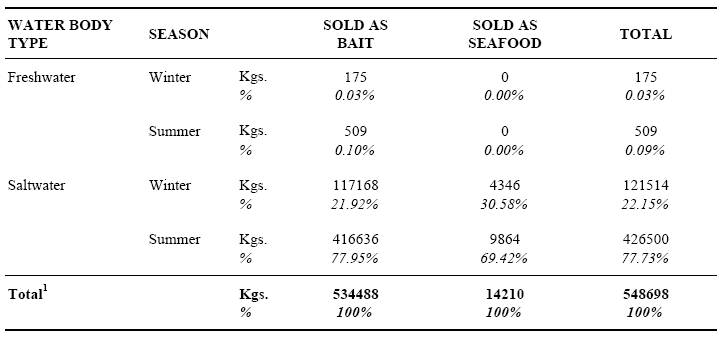 WATER BODY TYPE SEASON SOLD AS BAIT SOLD AS SEAFOOD TOTAL
Freshwater Winter Kgs. 175 0 175
% 0.03% 0.00% 0.03%
Summer Kgs. 509 0 509
% 0.10% 0.00% 0.09%
Saltwater Winter Kgs. 117168 4346 121514
% 21.92% 30.58% 22.15%
Summer Kgs. 416636 9864 426500
% 77.95% 69.42% 77.73%
Total1 Kgs. 534488 14210 548698
% 100% 100% 100%